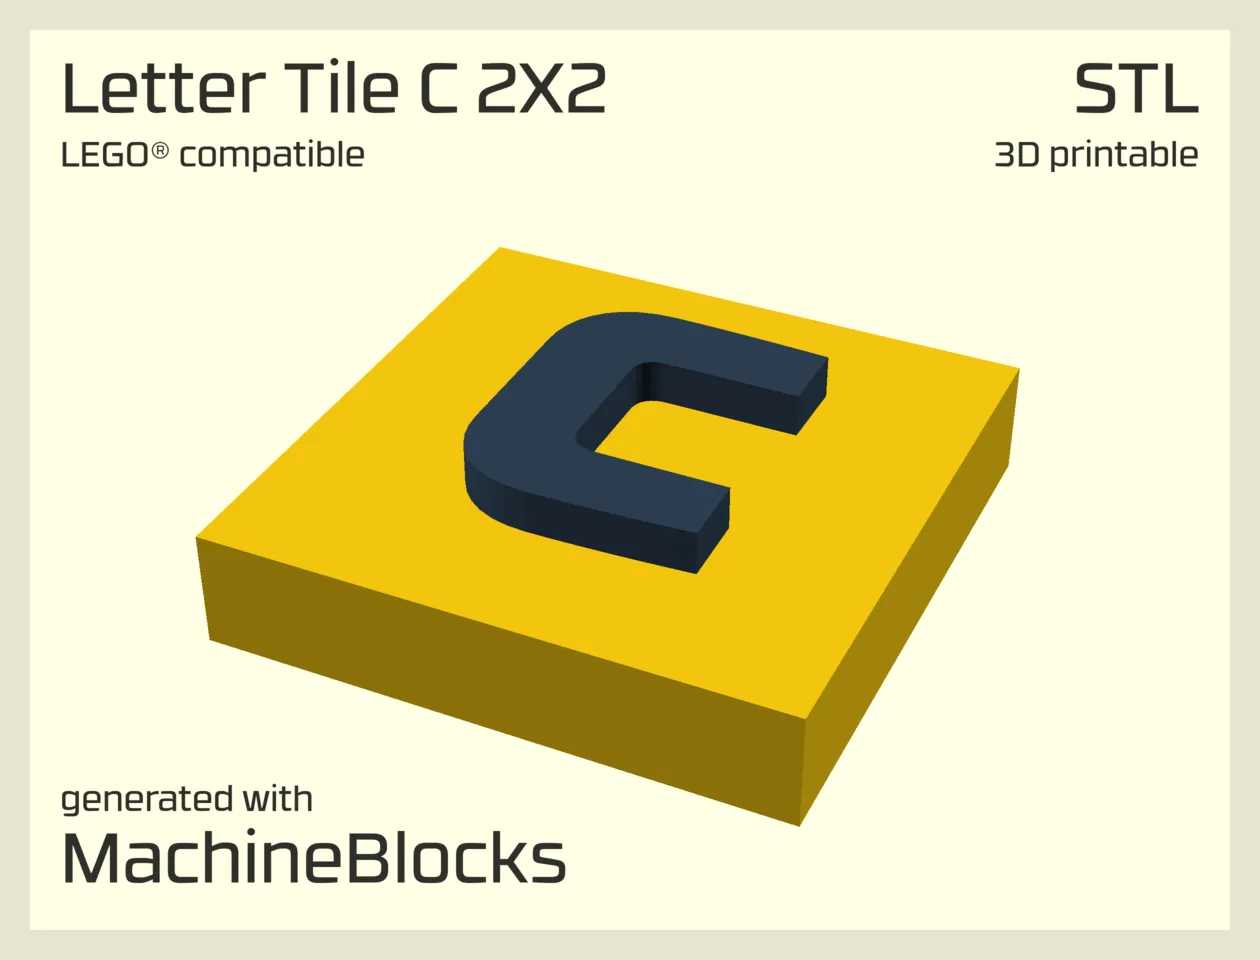 Letter Tile C 2X2
STL
LEGO® compatible
3D printable
C
generated with
MachineBlocks